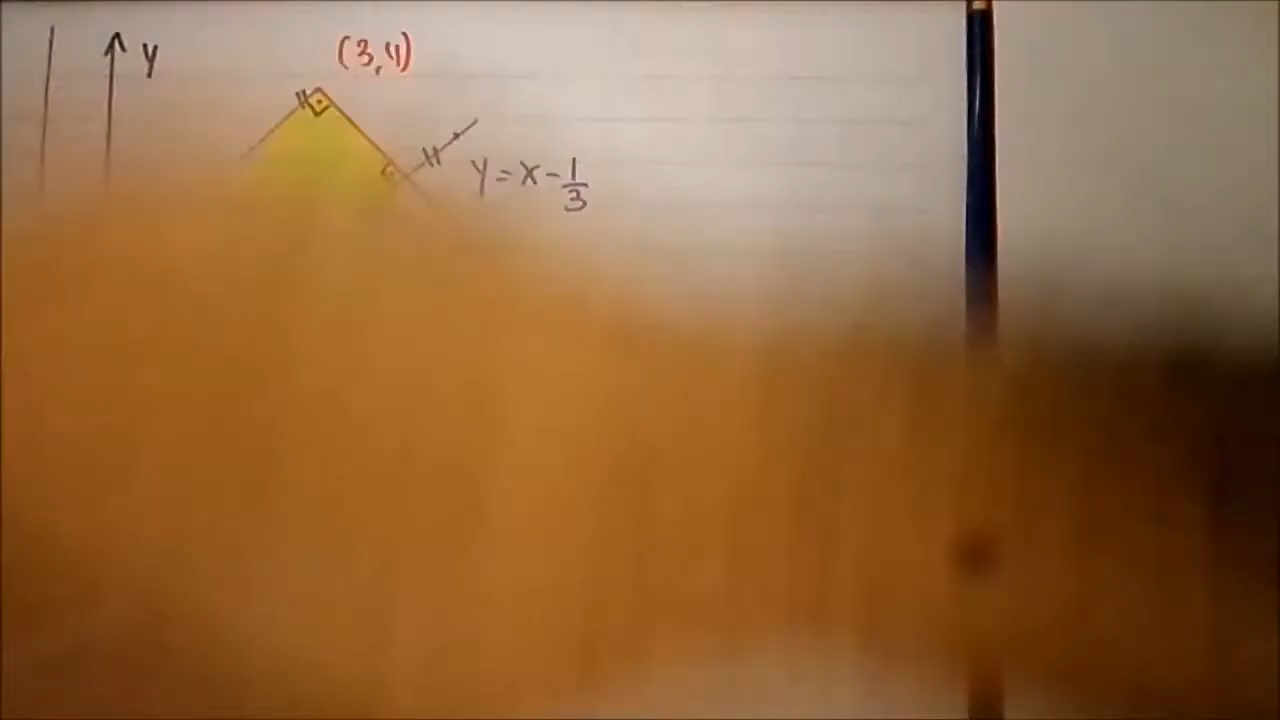 Y
(3,4)
y = x - 1/3